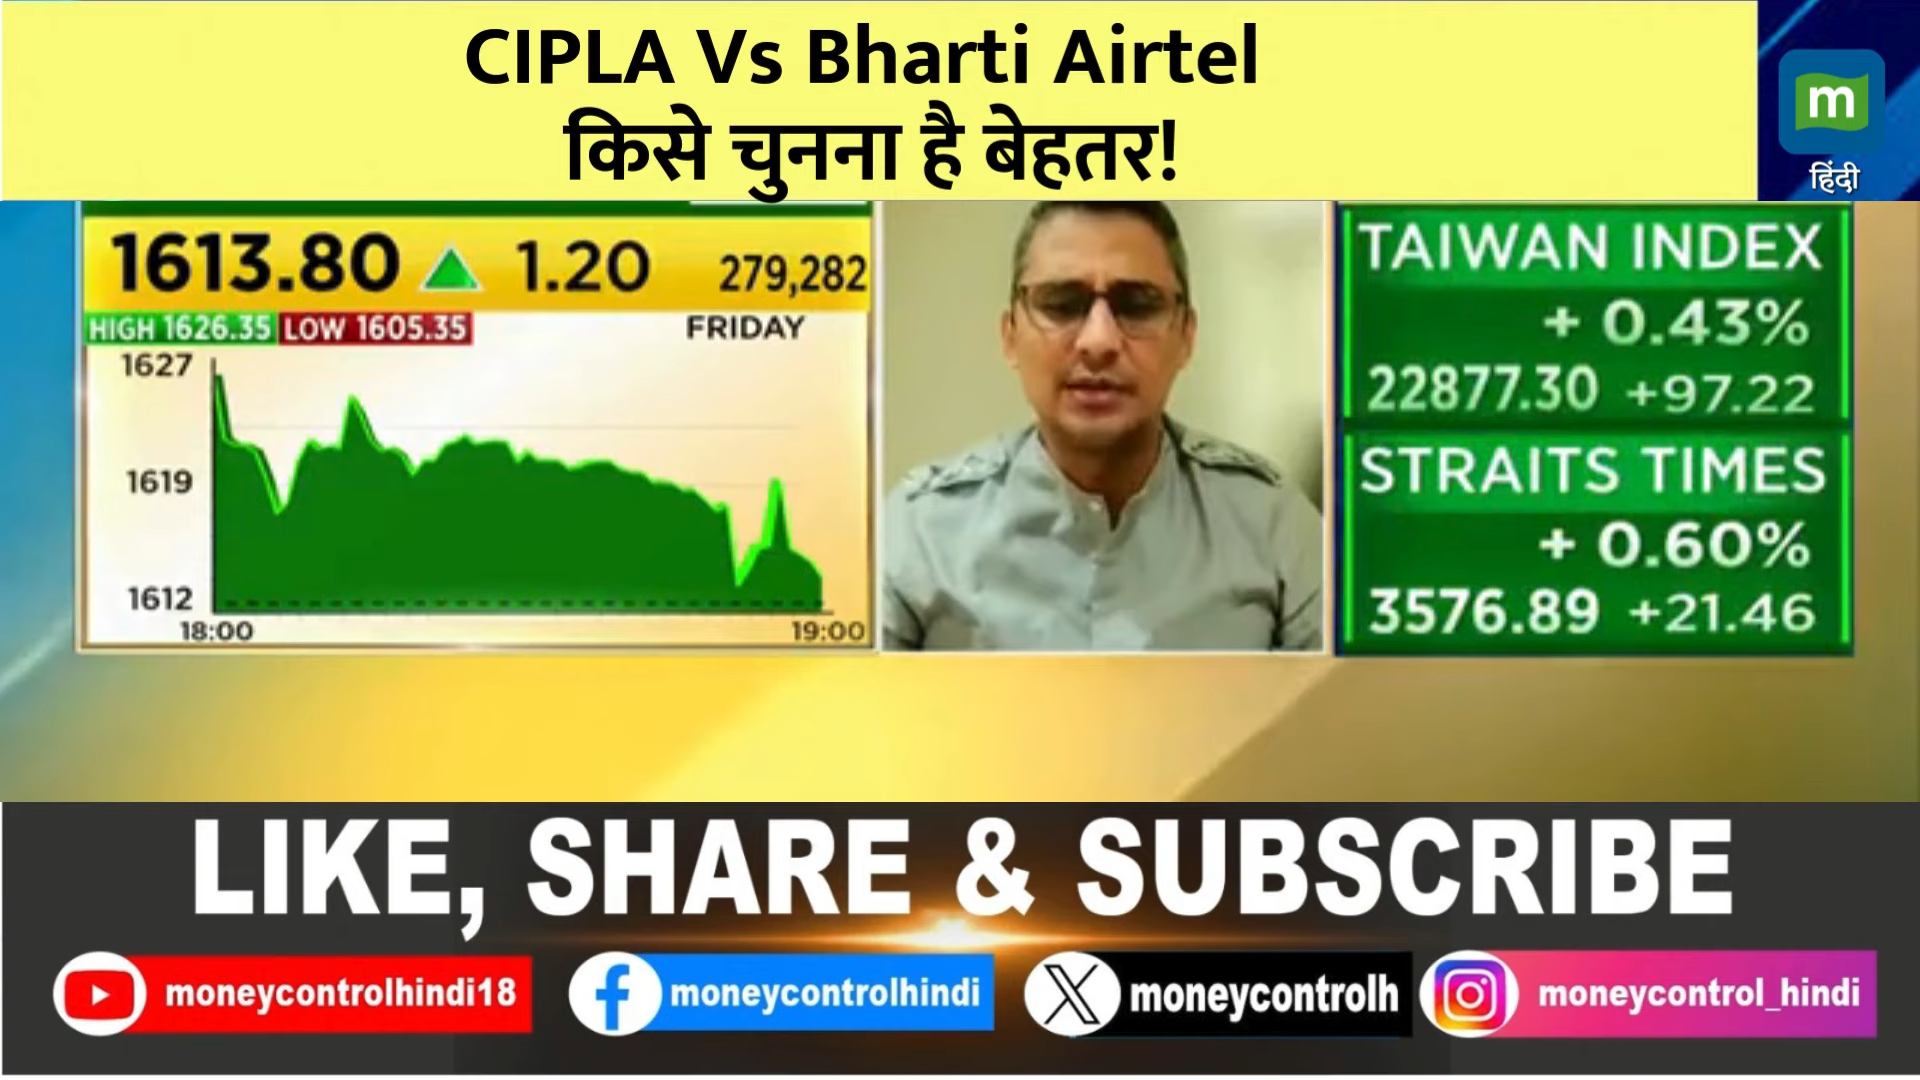 CIPLA Vs Bharti Airtel
किसे चुनना है बेहतर!
m
हिंदी
1613.80 ▲ 1.20 279,282
HIGH 1626.35 LOW 1605.35 FRIDAY
1627
1619
1612
18:00 19:00
TAIWAN INDEX
+ 0.43%
22877.30 +97.22
STRAITS TIMES
+ 0.60%
3576.89 +21.46
LIKE, SHARE & SUBSCRIBE
moneycontrolhindi18 moneycontrolhindi moneycontrolh moneycontrol_hindi